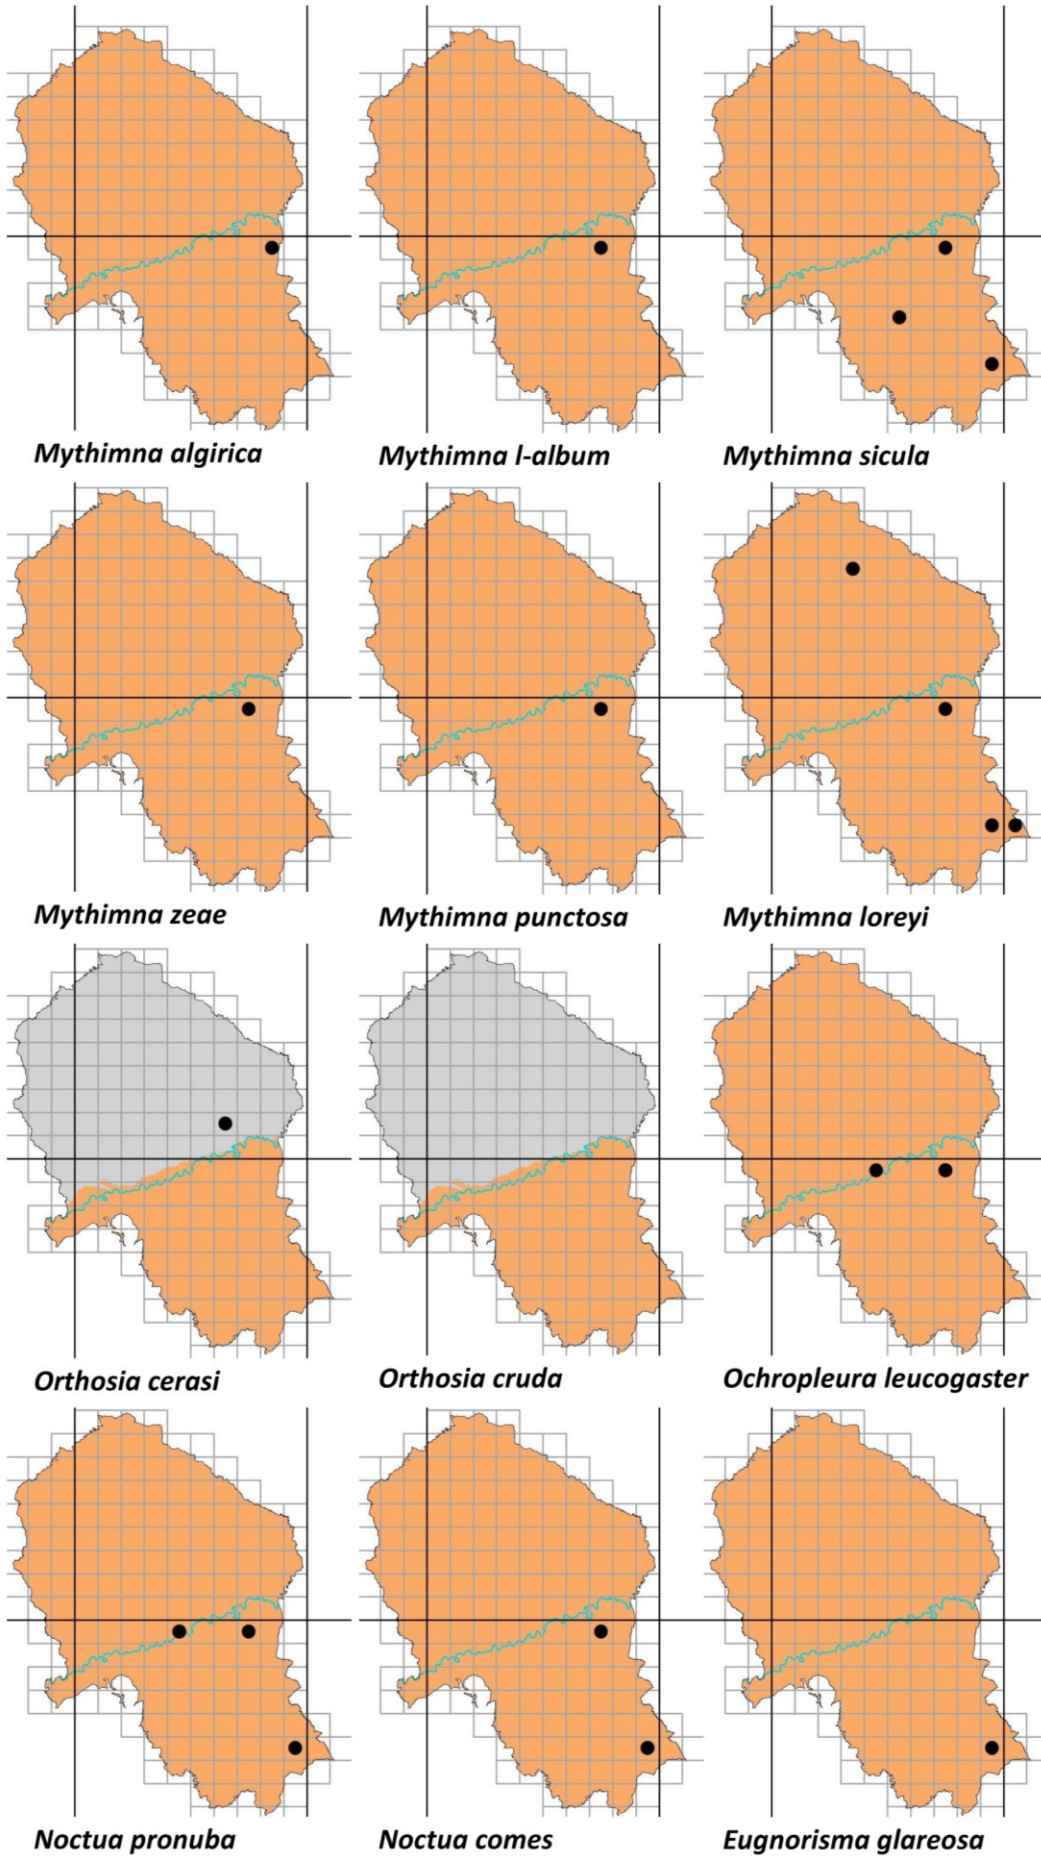 Mythimna algirica
Mythimna l-album
Mythimna sicula
Mythimna zeae
Mythimna punctosa
Mythimna loreyi
Orthosia cerasi
Orthosia cruda
Ochropleura leucogaster
Noctua pronuba
Noctua comes
Eugnorisma glareosa